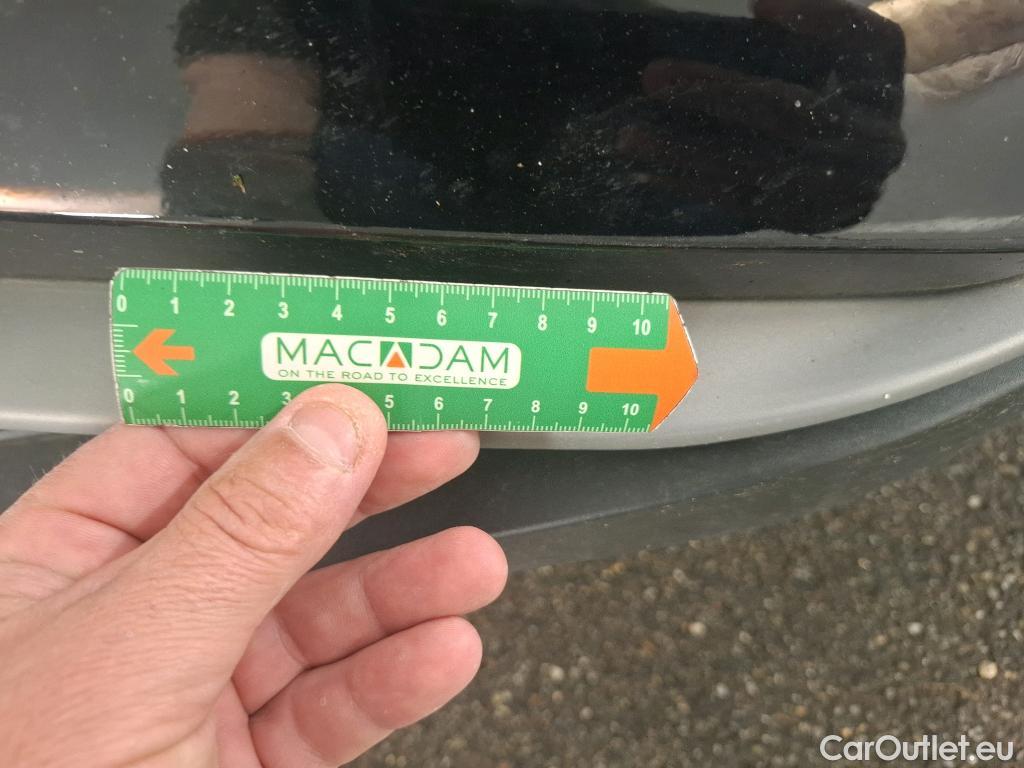 0 1 2 3 4 5 6 7 8 9 10
MACADAM
ON THE ROAD TO EXCELLENCE
0 1 2 3 5 6 7 8 9 10
CarOutlet.eu